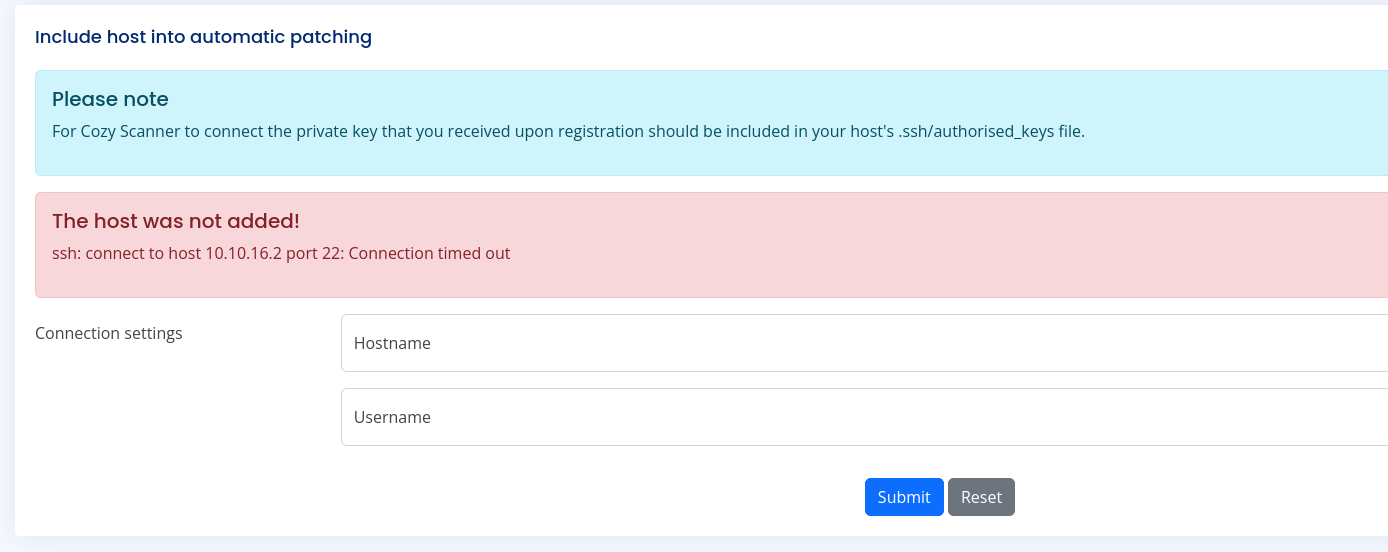 Include host into automatic patching
Please note
For Cozy Scanner to connect the private key that you received upon registration should be included in your host's .ssh/authorised_keys file.
The host was not added!
ssh: connect to host 10.10.16.2 port 22: Connection timed out
Connection settings
Hostname
Username
Submit
Reset